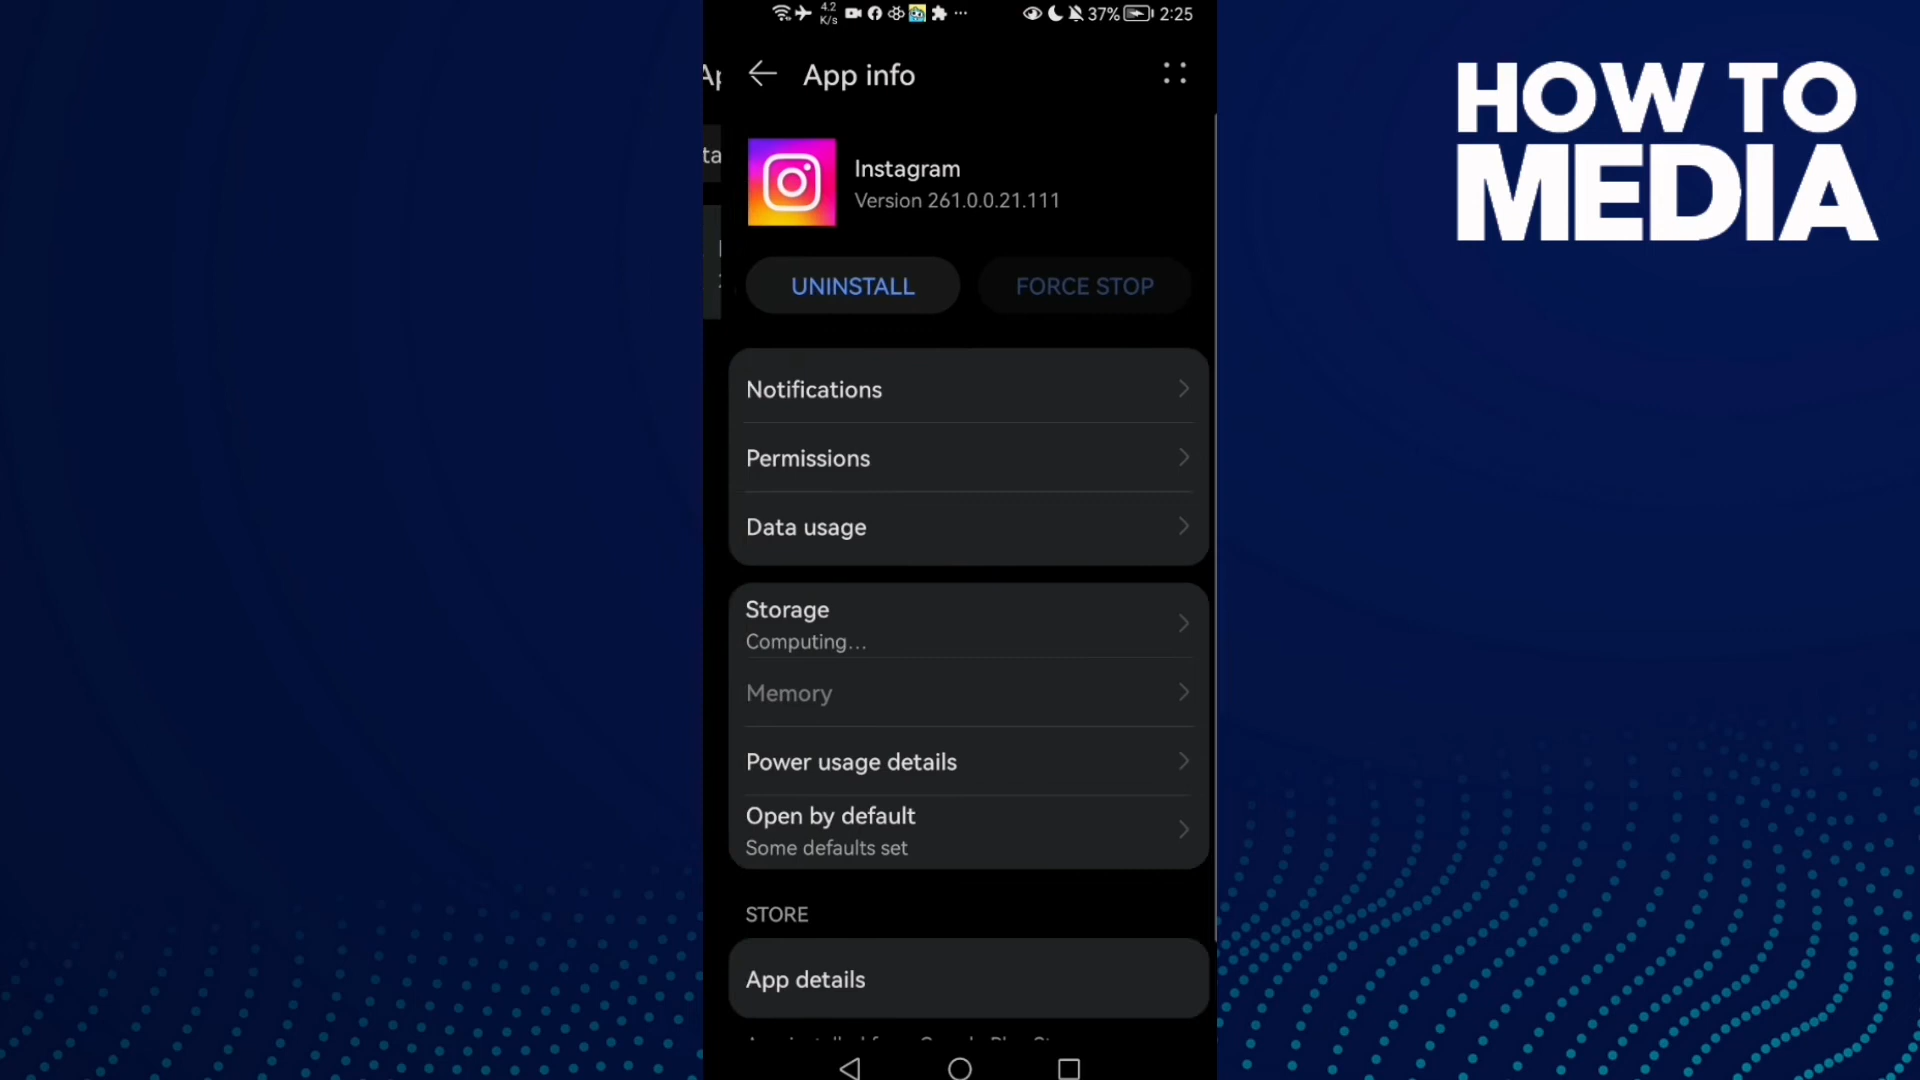 4.2
K/s
37%
2:25
App info
Instagram
Version 261.0.0.21.111
UNINSTALL
FORCE STOP
Notifications
Permissions
Data usage
Storage
Computing...
Memory
Power usage details
Open by default
Some defaults set
STORE
App details
HOW TO
MEDIA